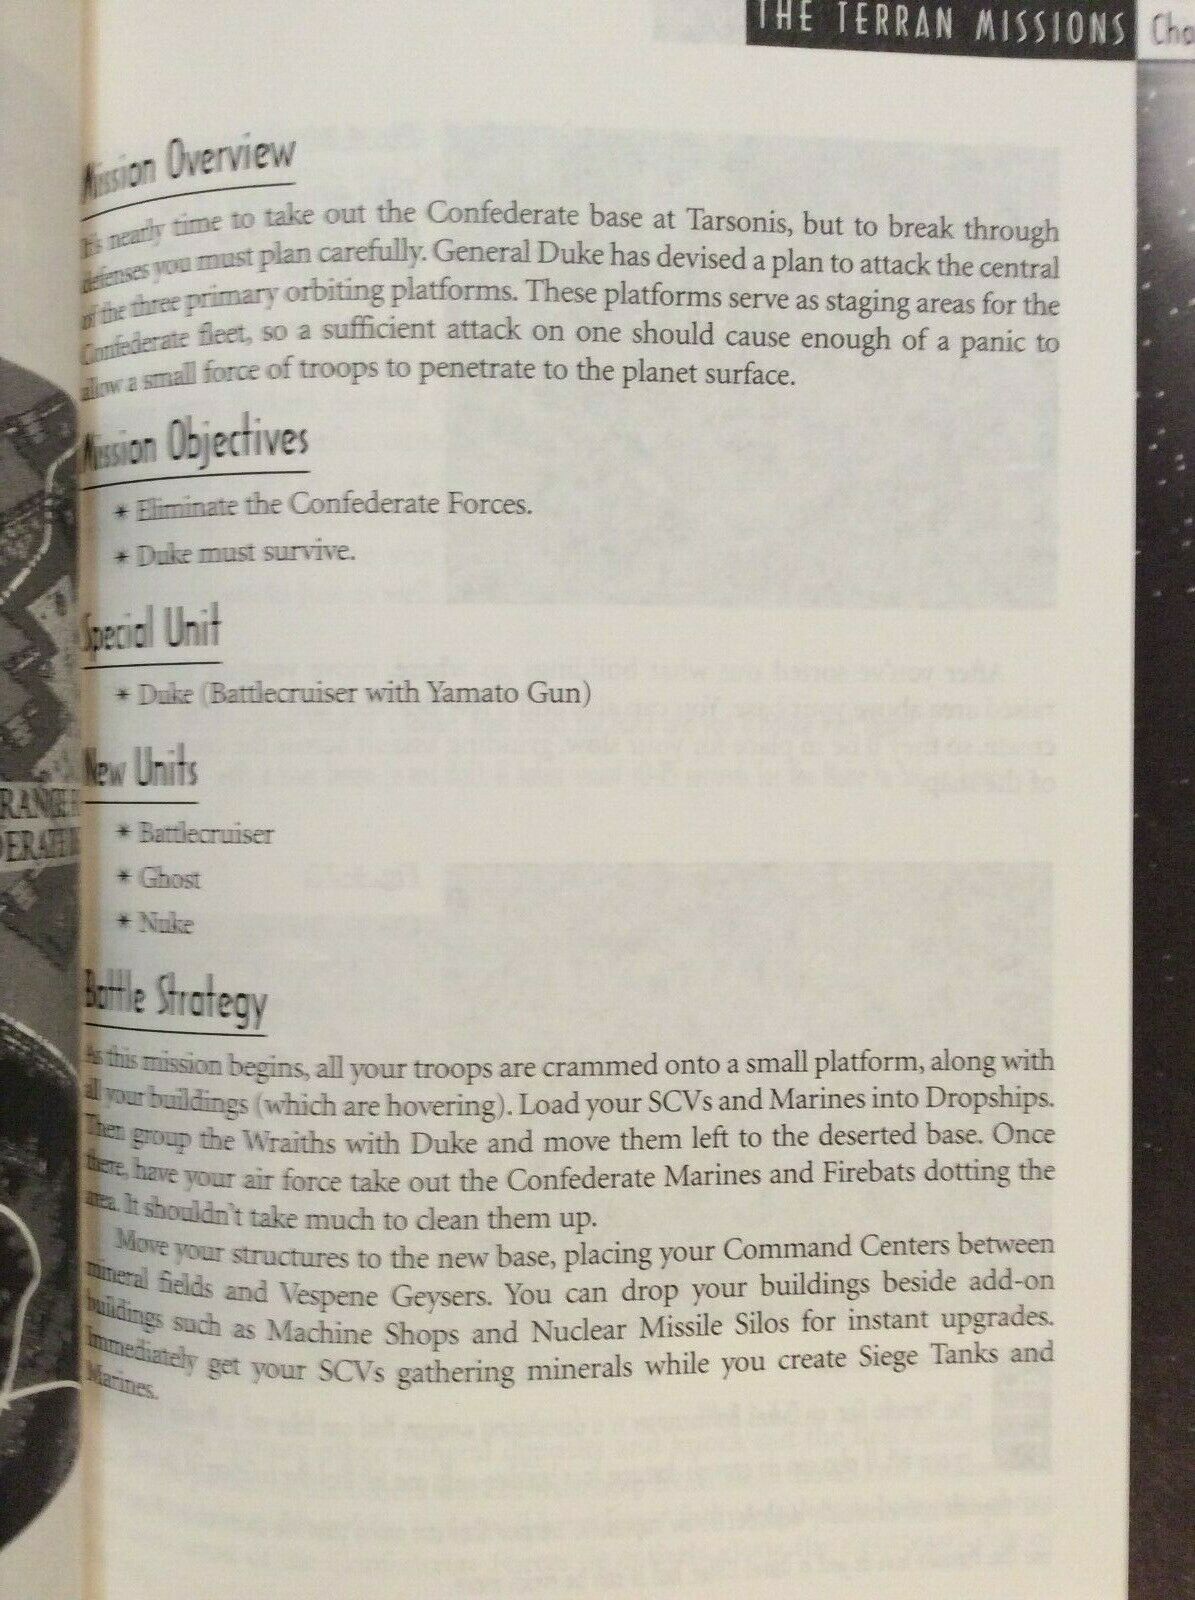 THE TERRAN MISSIONS
Cha
Mission Overview
It's nearly time to take out the Confederate base at Tarsonis, but to break through
defenses you must plan carefully. General Duke has devised a plan to attack the central
of the three primary orbiting platforms. These platforms serve as staging areas for the
Confederate fleet, so a sufficient attack on one should cause enough of a panic to
allow a small force of troops to penetrate to the planet surface.
Mission Objectives
* Eliminate the Confederate Forces.
* Duke must survive.
Special Unit
* Duke (Battlecruiser with Yamato Gun)
New Units
* Battlecruiser
* Ghost
* Nuke
Battle Strategy
As this mission begins, all your troops are crammed onto a small platform, along with
all your buildings (which are hovering). Load your SCVs and Marines into Dropships.
Then group the Wraiths with Duke and move them left to the deserted base. Once
there, have your air force take out the Confederate Marines and Firebats dotting the
area. It shouldn't take much to clean them up.
Move your structures to the new base, placing your Command Centers between
mineral fields and Vespene Geysers. You can drop your buildings beside add-on
buildings such as Machine Shops and Nuclear Missile Silos for instant upgrades.
Immediately get your SCVs gathering minerals while you create Siege Tanks and
Marines.